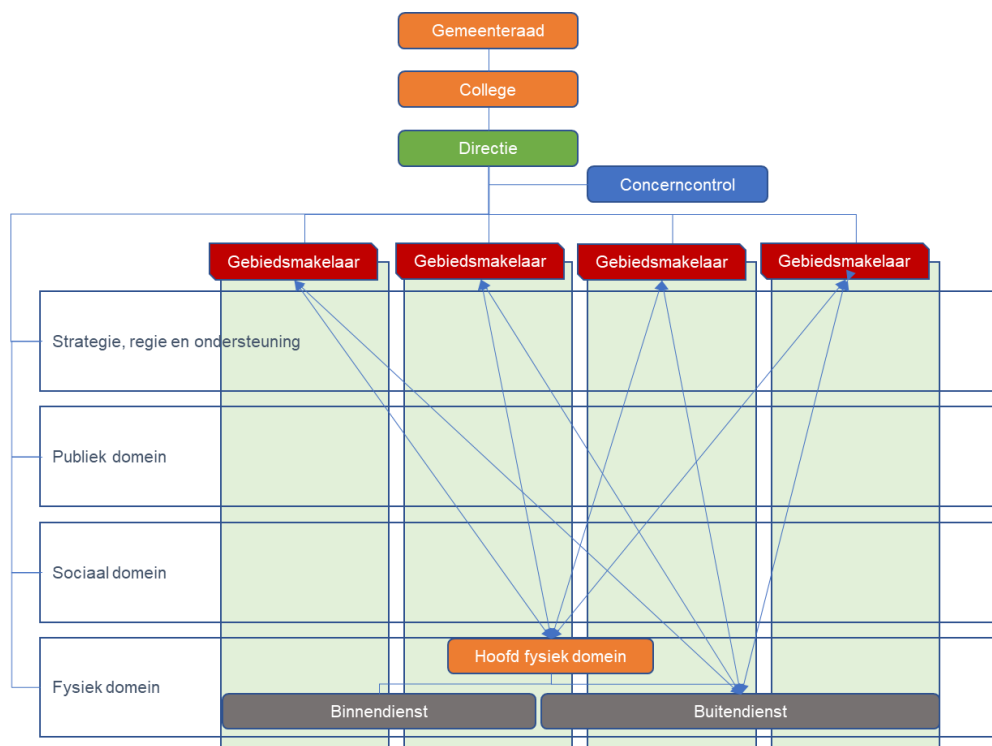 Gemeenteraad
College
Directie
Concerncontrol
Gebiedsmakelaar
Gebiedsmakelaar
Gebiedsmakelaar
Gebiedsmakelaar
Strategie, regie en ondersteuning
Publiek domein
Sociaal domein
Hoofd fysiek domein
Fysiek domein
Binnendienst
Buitendienst